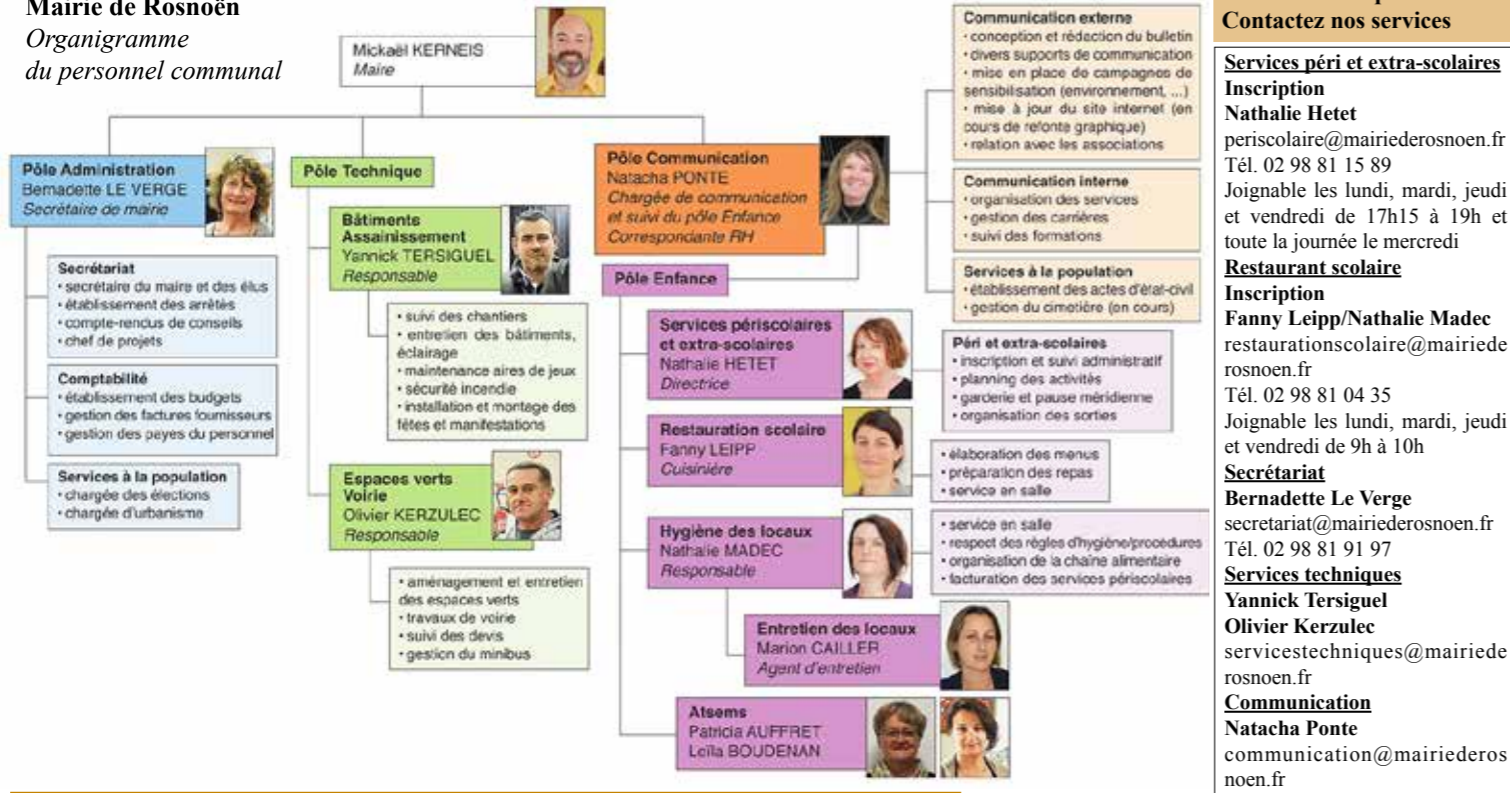 Mairie de Rosnoën
Organigramme
du personnel communal
Mickaël KERNEIS
Maire
Pôle Administration
Bernadette LE VERGE
Secrétaire de mairie
Secrétariat
• secrétaire du maire et des élus
• établissement des arrêtés
• compte-rendus de conseils
• chef de projets
Comptabilité
• établissement des budgets
• gestion des factures fournisseurs
• gestion des payes du personnel
Services à la population
• chargée des élections
• chargée d'urbanisme
Pôle Technique
Bâtiments
Assainissement
Yannick TERSIGUEL
Responsable
• suivi des chantiers
• entretien des bâtiments,
éclairage
• maintenance aires de jeux
• sécurité incendie
• installation et montage des
fêtes et manifestations
Espaces verts
Voirie
Olivier KERZULEC
Responsable
• aménagement et entretien
des espaces verts
• travaux de voirie
• suivi des devis
• gestion du minibus
Pôle Communication
Natacha PONTE
Chargée de communication
et suivi du pôle Enfance
Correspondante RH
Communication externe
• conception et rédaction du bulletin
• divers supports de communication
• mise en place de campagnes de
sensibilisation (environnement, ...)
• mise à jour du site internet (en
cours de refonte graphique)
• relation avec les associations
Communication interne
• organisation des services
• gestion des carrières
• suivi des formations
Services à la population
• établissement des actes d'état-civil
• gestion du cimetière (en cours)
Pôle Enfance
Services périscolaires
et extra-scolaires
Nathalie HETET
Directrice
Péri et extra-scolaires
• inscription et suivi administratif
• planning des activités
• garderie et pause méridienne
• organisation des sorties
Restauration scolaire
Fanny LEIPP
Cuisinière
• élaboration des menus
• préparation des repas
• service en salle
Hygiène des locaux
Nathalie MADEC
Responsable
• service en salle
• respect des règles d'hygiène/procédures
• organisation de la chaîne alimentaire
• facturation des services périscolaires
Entretien des locaux
Marion CAILLER
Agent d'entretien
Atsems
Patricia AUFFRET
Leïla BOUDENAN
Contactez nos services
Services péri et extra-scolaires
Inscription
Nathalie Hetet
periscolaire@mairiederosnoen.fr
Tél. 02 98 81 15 89
Joignable les lundi, mardi, jeudi
et vendredi de 17h15 à 19h et
toute la journée le mercredi
Restaurant scolaire
Inscription
Fanny Leipp/Nathalie Madec
restaurationscolaire@mairiede
rosnoen.fr
Tél. 02 98 81 04 35
Joignable les lundi, mardi, jeudi
et vendredi de 9h à 10h
Secrétariat
Bernadette Le Verge
secretariat@mairiederosnoen.fr
Tél. 02 98 81 91 97
Services techniques
Yannick Tersiguel
Olivier Kerzulec
servicestechniques@mairiede
rosnoen.fr
Communication
Natacha Ponte
communication@mairiederos
noen.fr